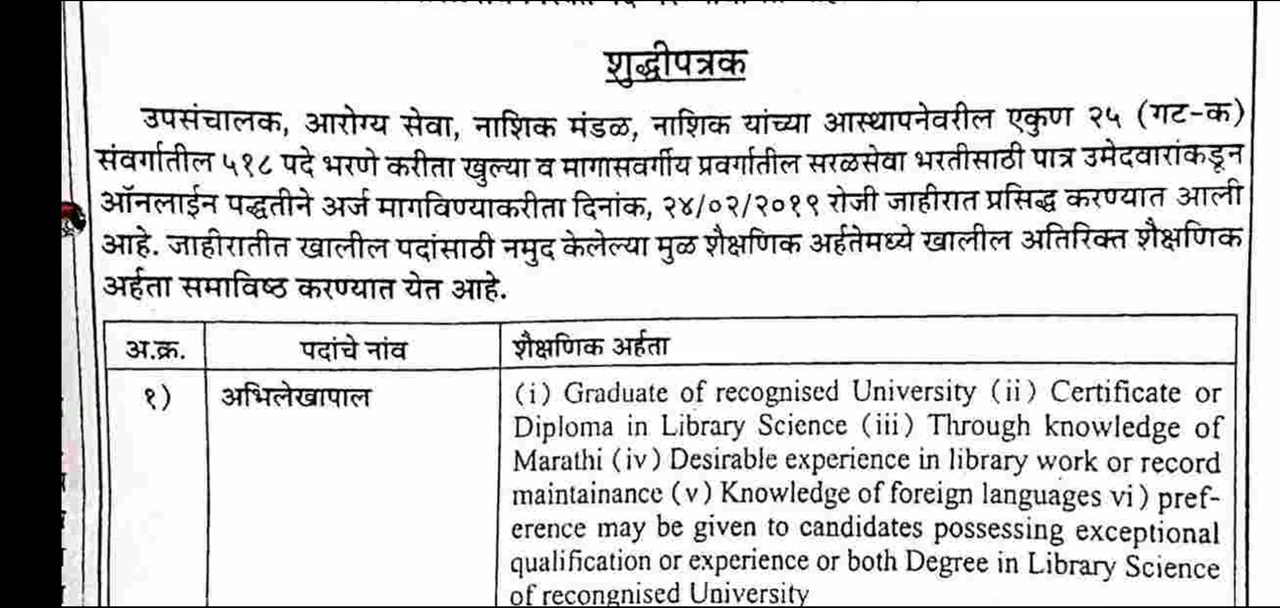 शुद्धीपत्रक
उपसंचालक, आरोग्य सेवा, नाशिक मंडळ, नाशिक यांच्या आस्थापनेवरील एकुण २५ (गट-क)
संवर्गातील ५१८ पदे भरणे करीता खुल्या व मागासवर्गीय प्रवर्गातील सरळसेवा भरतीसाठी पात्र उमेदवारांकडून
ऑनलाईन पद्धतीने अर्ज मागविण्याकरीता दिनांक, २४/०२/२०१९ रोजी जाहीरात प्रसिद्ध करण्यात आली
आहे. जाहीरातीत खालील पदांसाठी नमुद केलेल्या मुळ शैक्षणिक अर्हतेमध्ये खालील अतिरिक्त शैक्षणिक
अर्हता समाविष्ठ करण्यात येत आहे.
अ.क्र. पदांचे नांव शैक्षणिक अर्हता
१) अभिलेखापाल (i) Graduate of recognised University (ii) Certificate or
Diploma in Library Science (iii) Through knowledge of
Marathi (iv) Desirable experience in library work or record
maintainance (v) Knowledge of foreign languages vi) pref-
erence may be given to candidates possessing exceptional
qualification or experience or both Degree in Library Science
of recongnised University